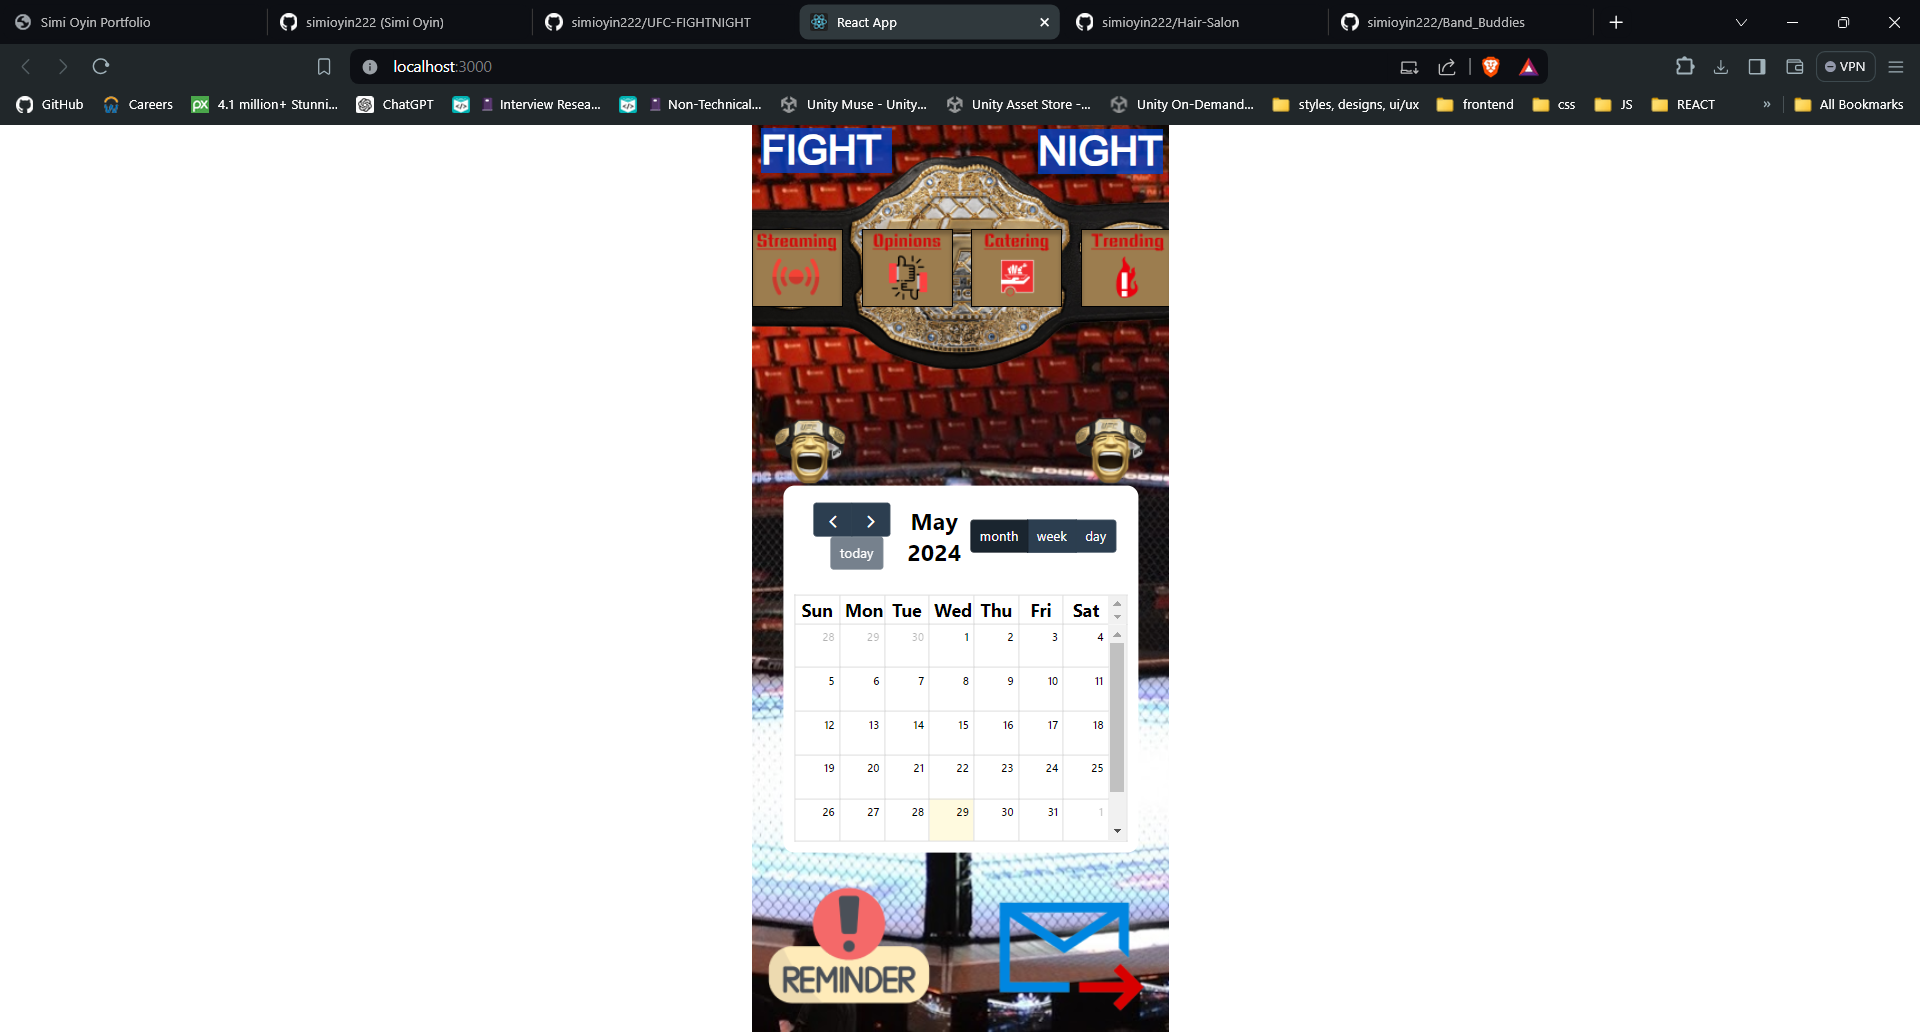 Simi Oyin Portfolio
simioyin222 (Simi Oyin)
simioyin222/UFC-FIGHTNIGHT
React App
simioyin222/Hair-Salon
simioyin222/Band_Buddies
localhost:3000
VPN
GitHub
Careers
4.1 million+ Stunni...
ChatGPT
Interview Resea...
Non-Technical...
Unity Muse - Unity...
Unity Asset Store -...
Unity On-Demand...
styles, designs, ui/ux
frontend
css
JS
REACT
»
All Bookmarks
FIGHT NIGHT
Streaming Opinions Catering Trending
May 2024
today
month week day
Sun Mon Tue Wed Thu Fri Sat
28 29 30 1 2 3 4
5 6 7 8 9 10 11
12 13 14 15 16 17 18
19 20 21 22 23 24 25
26 27 28 29 30 31 1
REMINDER